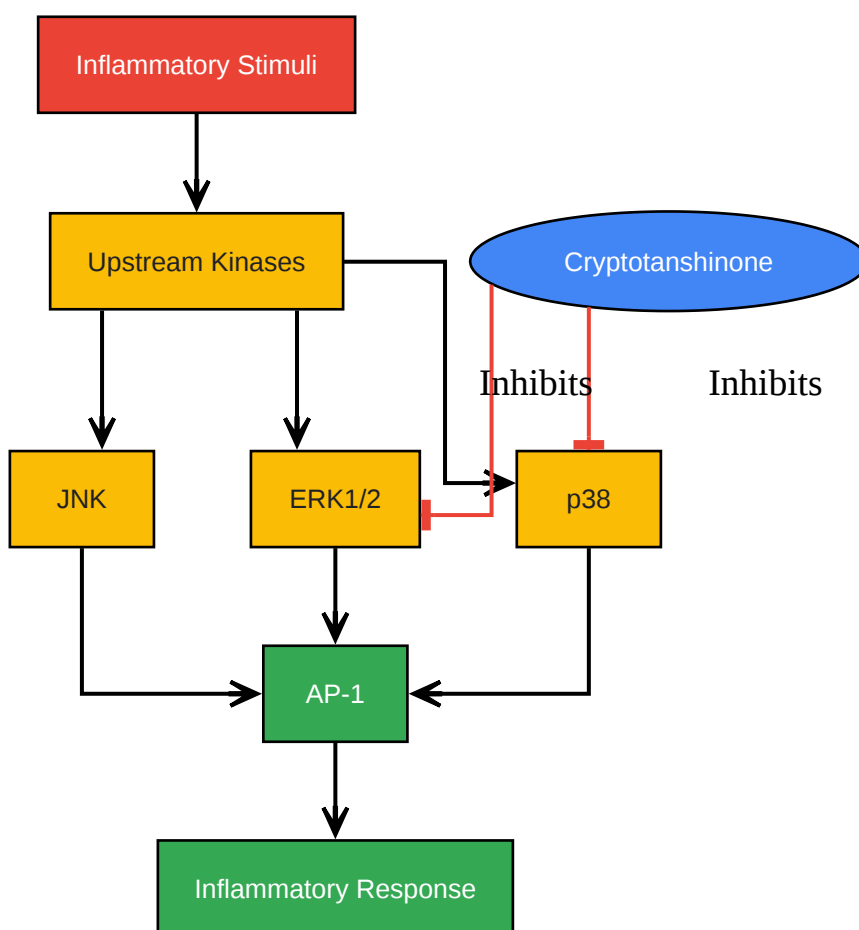 Inflammatory Stimuli
Upstream Kinases
Cryptotanshinone
Inhibits
Inhibits
JNK
ERK1/2
p38
AP-1
Inflammatory Response